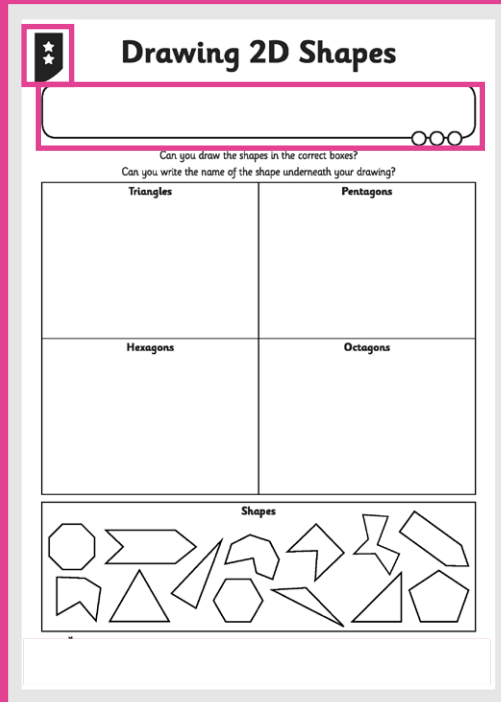 Drawing 2D Shapes
Can you draw the shapes in the correct boxes?
Can you write the name of the shape underneath your drawing?
Triangles
Pentagons
Hexagons
Octagons
Shapes